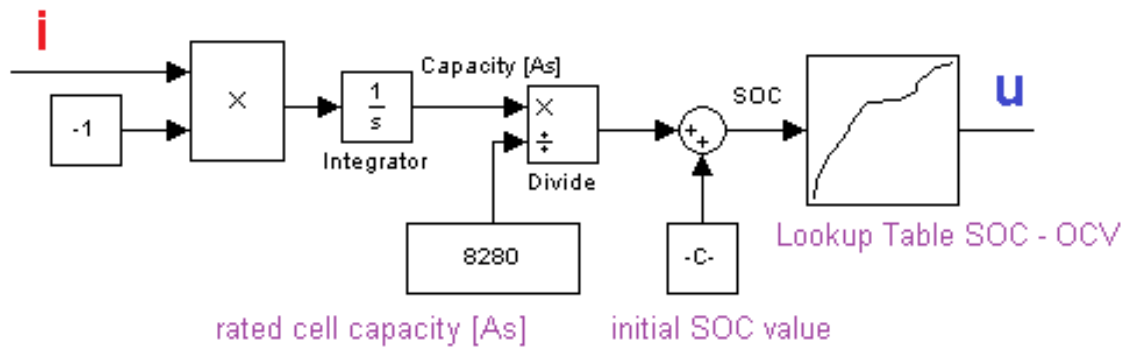 i
u
-1
×
1
s
Integrator
Capacity [As]
×
÷
Divide
8280
rated cell capacity [As]
+
+
SOC
-C-
initial SOC value
Lookup Table SOC - OCV